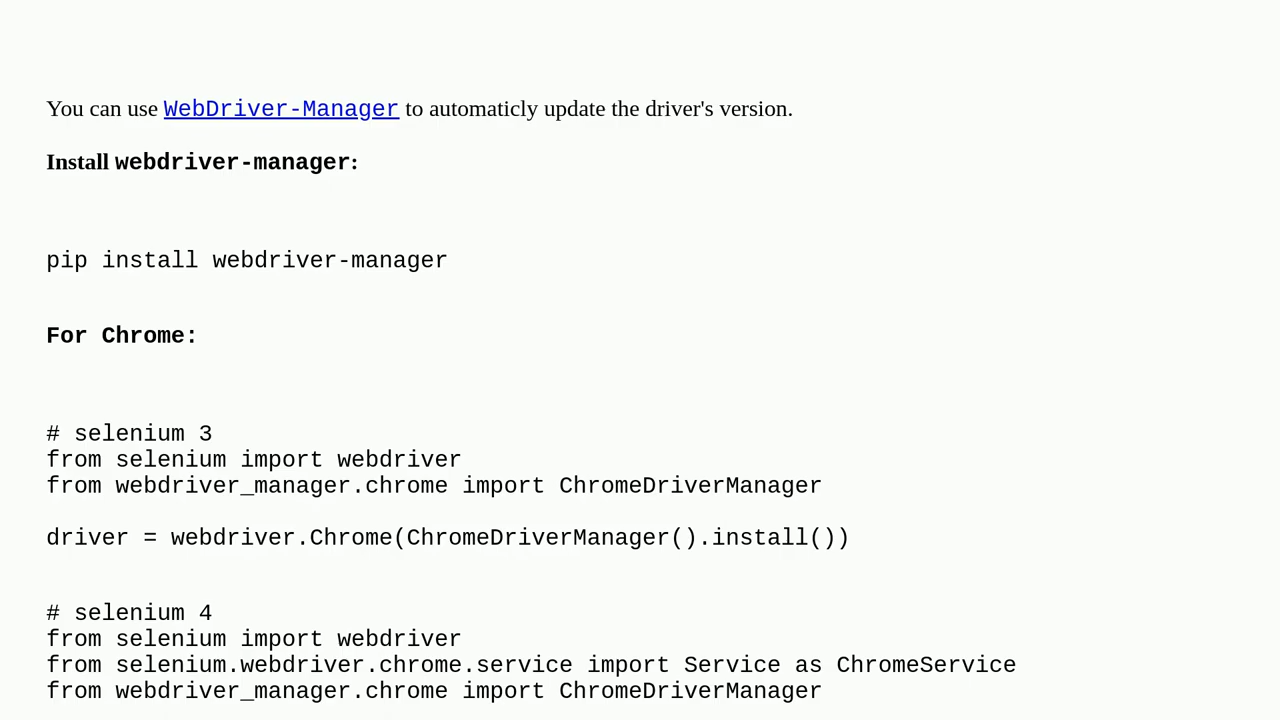 You can use WebDriver-Manager to automaticly update the driver's version.
Install webdriver-manager:
pip install webdriver-manager
For Chrome:
# selenium 3
from selenium import webdriver
from webdriver_manager.chrome import ChromeDriverManager
driver = webdriver.Chrome(ChromeDriverManager().install())
# selenium 4
from selenium import webdriver
from selenium.webdriver.chrome.service import Service as ChromeService
from webdriver_manager.chrome import ChromeDriverManager